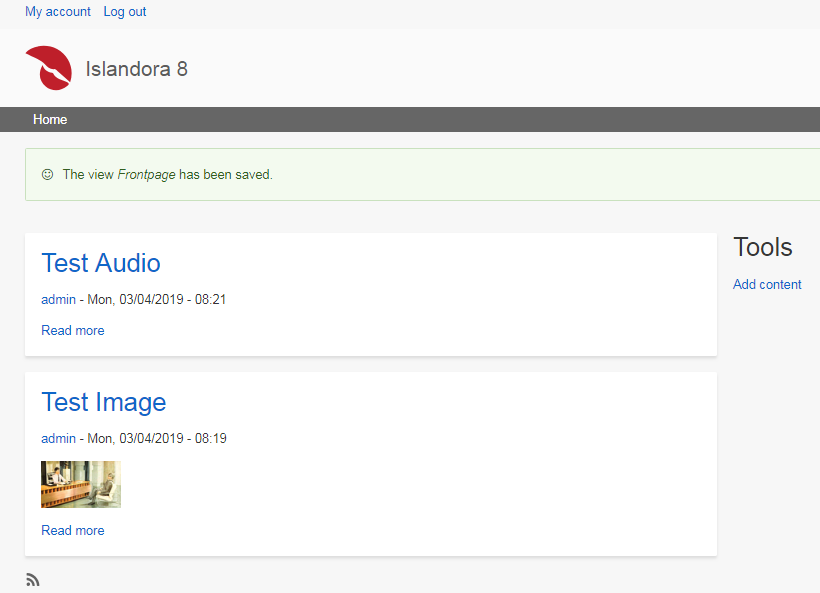 My account Log out
Islandora 8
Home
The view Frontpage has been saved.
Test Audio
admin - Mon, 03/04/2019 - 08:21
Read more
Tools
Add content
Test Image
admin - Mon, 03/04/2019 - 08:19
Read more